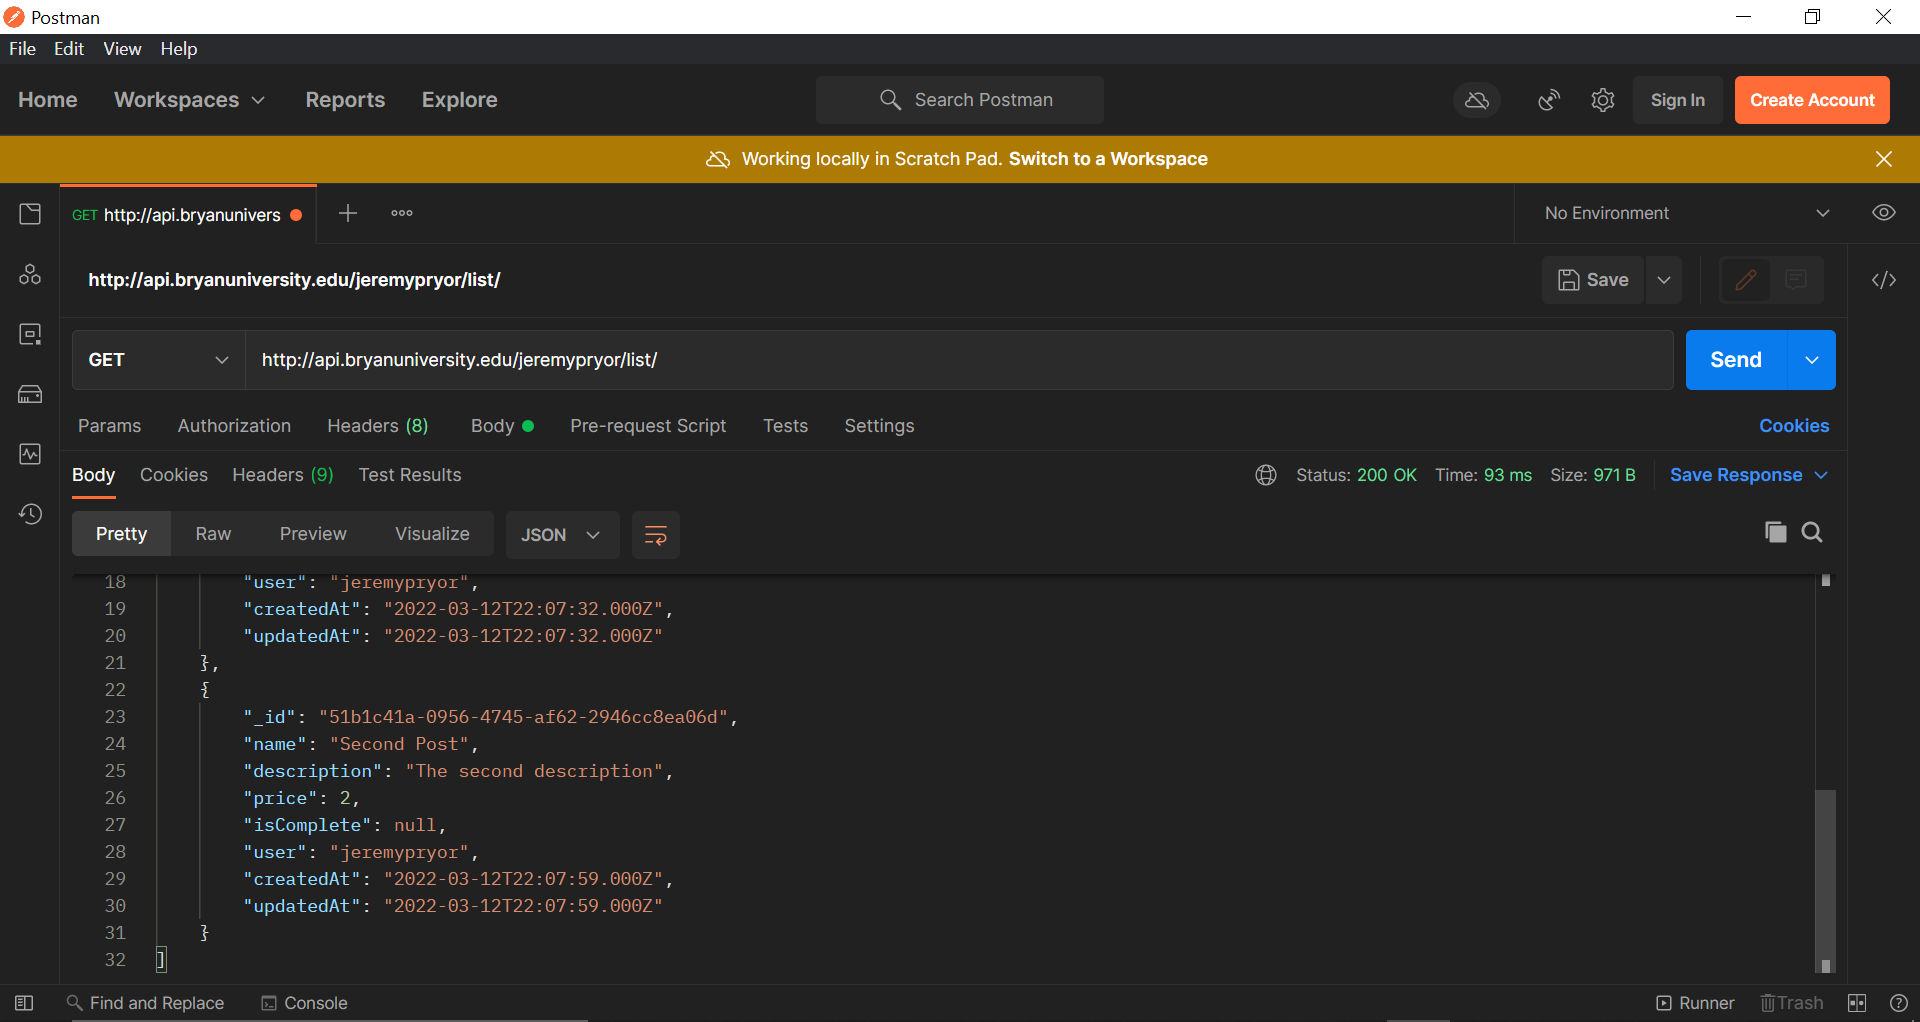 Postman
File Edit View Help
Home Workspaces Reports Explore Search Postman Sign In Create Account
Working locally in Scratch Pad. Switch to a Workspace
GET http://api.bryanunivers No Environment
http://api.bryanuniversity.edu/jeremypryor/list/ Save
GET http://api.bryanuniversity.edu/jeremypryor/list/ Send
Params Authorization Headers (8) Body Pre-request Script Tests Settings Cookies
Body Cookies Headers (9) Test Results Status: 200 OK Time: 93 ms Size: 971 B Save Response
Pretty Raw Preview Visualize JSON
18 "user": "jeremypryor",
19 "createdAt": "2022-03-12T22:07:32.000Z",
20 "updatedAt": "2022-03-12T22:07:32.000Z"
21 },
22 {
23 "_id": "51b1c41a-0956-4745-af62-2946cc8ea06d",
24 "name": "Second Post",
25 "description": "The second description",
26 "price": 2,
27 "isComplete": null,
28 "user": "jeremypryor",
29 "createdAt": "2022-03-12T22:07:59.000Z",
30 "updatedAt": "2022-03-12T22:07:59.000Z"
31 }
32 ]
Find and Replace Console Runner Trash